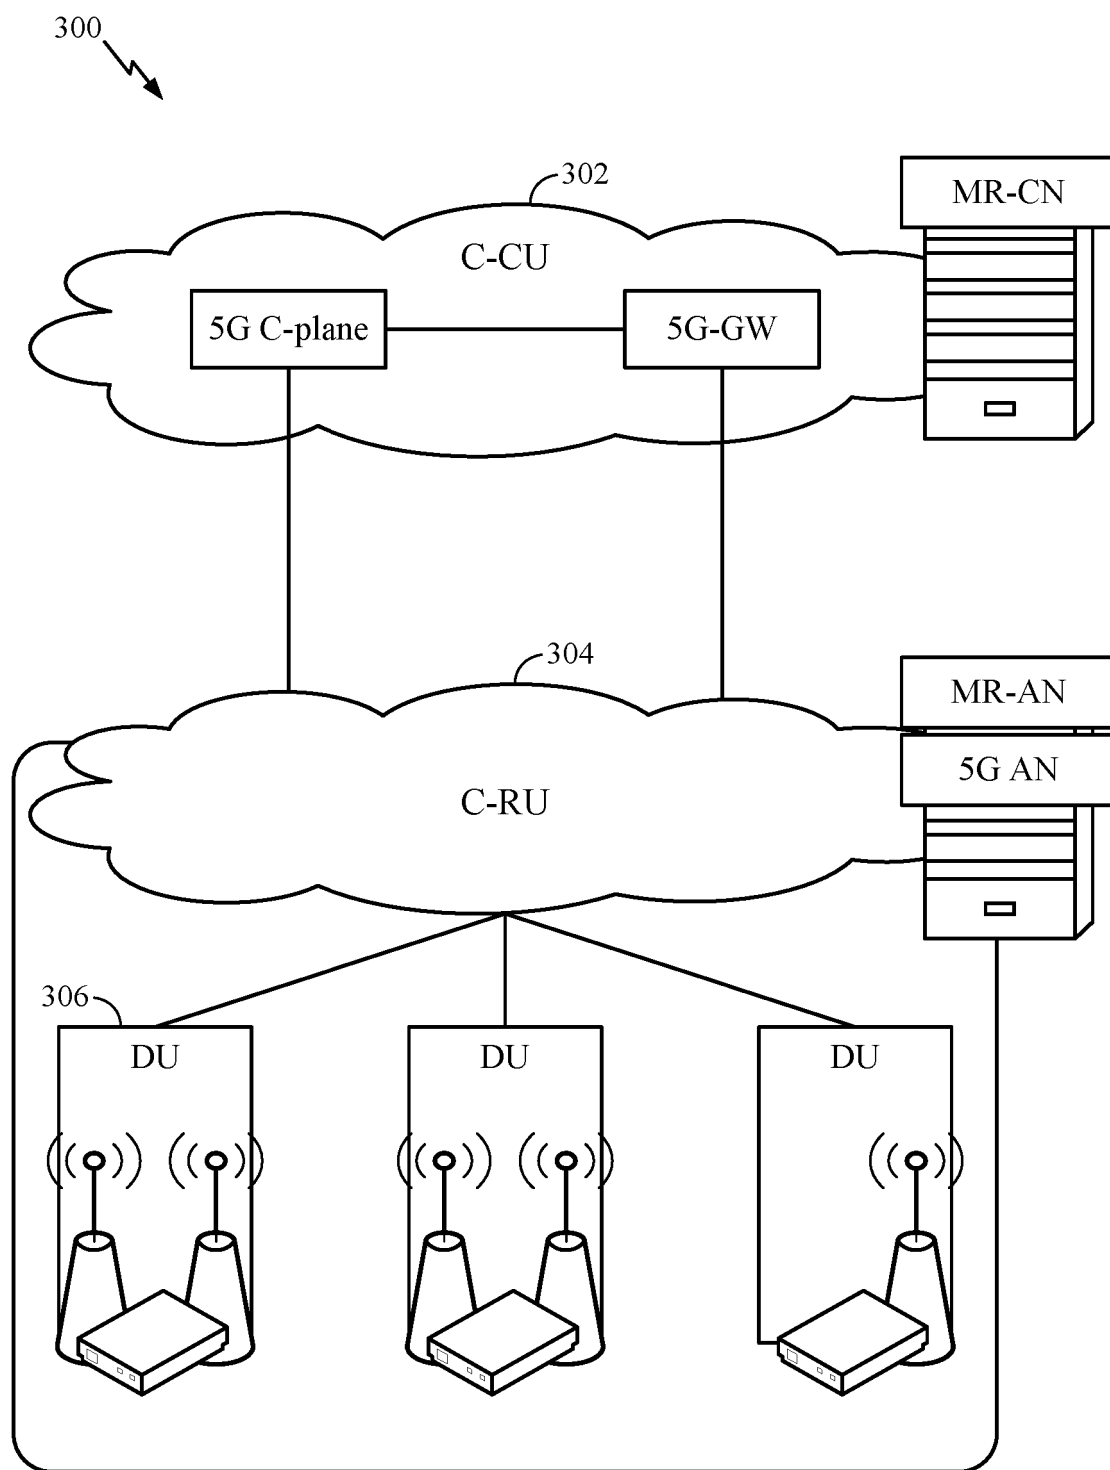 300
302
MR-CN
C-CU
5G C-plane
5G-GW
304
MR-AN
5G AN
C-RU
306
DU
DU
DU